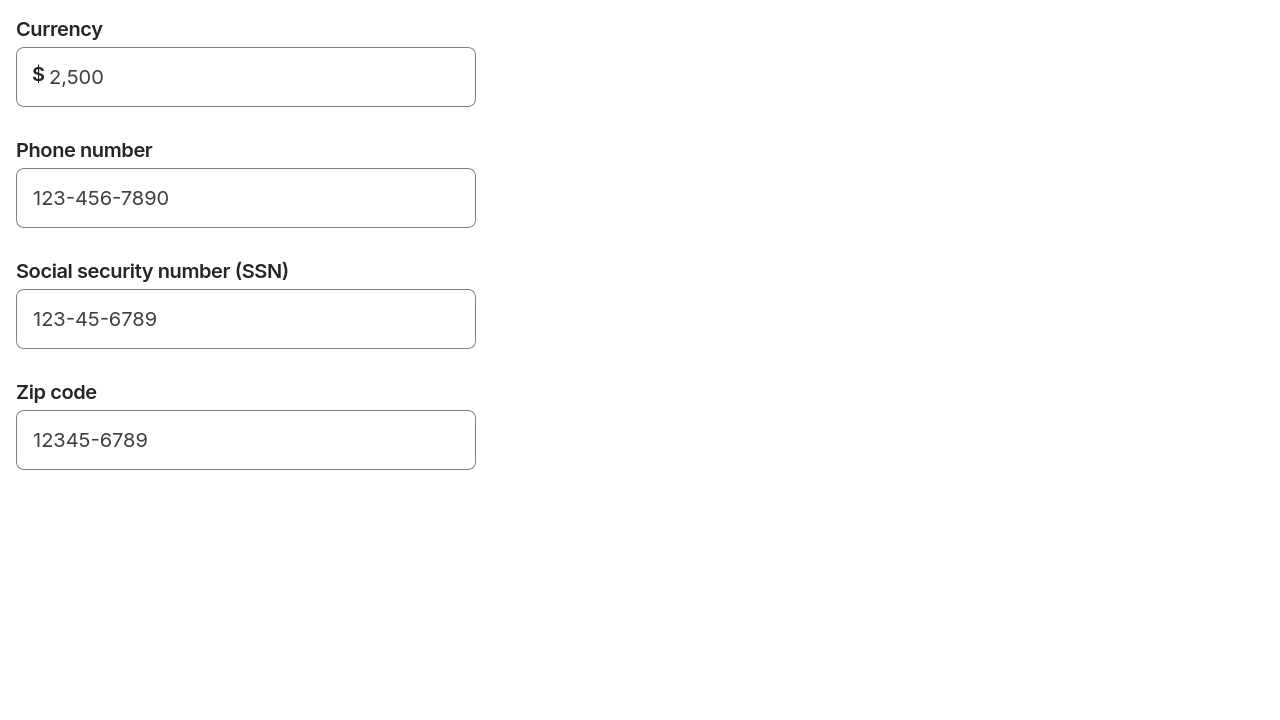 Currency
$ 2,500
Phone number
123-456-7890
Social security number (SSN)
123-45-6789
Zip code
12345-6789